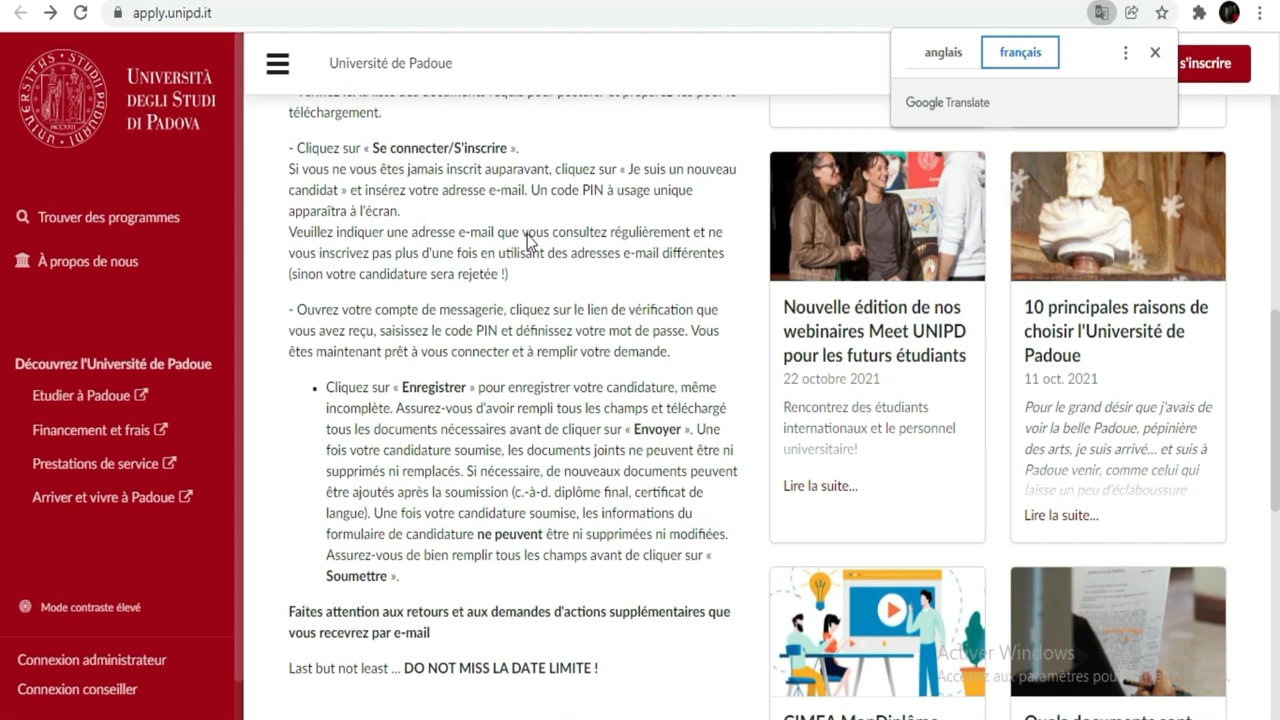 apply.unipd.it
anglais
français
Google Translate
UNIVERSITÀ
DEGLI STUDI
DI PADOVA
Université de Padoue
s'inscrire
Trouver des programmes
À propos de nous
Découvrez l'Université de Padoue
Etudier à Padoue
Financement et frais
Prestations de service
Arriver et vivre à Padoue
Mode contraste élevé
Connexion administrateur
Connexion conseiller
téléchargement.
- Cliquez sur « Se connecter/S'inscrire ».
Si vous ne vous êtes jamais inscrit auparavant, cliquez sur « Je suis un nouveau
candidat » et insérez votre adresse e-mail. Un code PIN à usage unique
apparaîtra à l'écran.
Veuillez indiquer une adresse e-mail que vous consultez régulièrement et ne
vous inscrivez pas plus d'une fois en utilisant des adresses e-mail différentes
(sinon votre candidature sera rejetée !)
- Ouvrez votre compte de messagerie, cliquez sur le lien de vérification que
vous avez reçu, saisissez le code PIN et définissez votre mot de passe. Vous
êtes maintenant prêt à vous connecter et à remplir votre demande.
• Cliquez sur « Enregistrer » pour enregistrer votre candidature, même
incomplète. Assurez-vous d'avoir rempli tous les champs et téléchargé
tous les documents nécessaires avant de cliquer sur « Envoyer ». Une
fois votre candidature soumise, les documents joints ne peuvent être ni
supprimés ni remplacés. Si nécessaire, de nouveaux documents peuvent
être ajoutés après la soumission (c.-à-d. diplôme final, certificat de
langue). Une fois votre candidature soumise, les informations du
formulaire de candidature ne peuvent être ni supprimées ni modifiées.
Assurez-vous de bien remplir tous les champs avant de cliquer sur «
Soumettre ».
Faites attention aux retours et aux demandes d'actions supplémentaires que
vous recevrez par e-mail
Last but not least ... DO NOT MISS LA DATE LIMITE !
Nouvelle édition de nos
webinaires Meet UNIPD
pour les futurs étudiants
22 octobre 2021
Rencontrez des étudiants
internationaux et le personnel
universitaire!
Lire la suite...
10 principales raisons de
choisir l'Université de
Padoue
11 oct. 2021
Pour le grand désir que j'avais de
voir la belle Padoue, pépinière
des arts, je suis arrivé... et suis à
Padoue venir, comme celui qui
laisse un peu d'éclaboussure
Lire la suite...
Activer Windows
Accédez aux paramètres pour